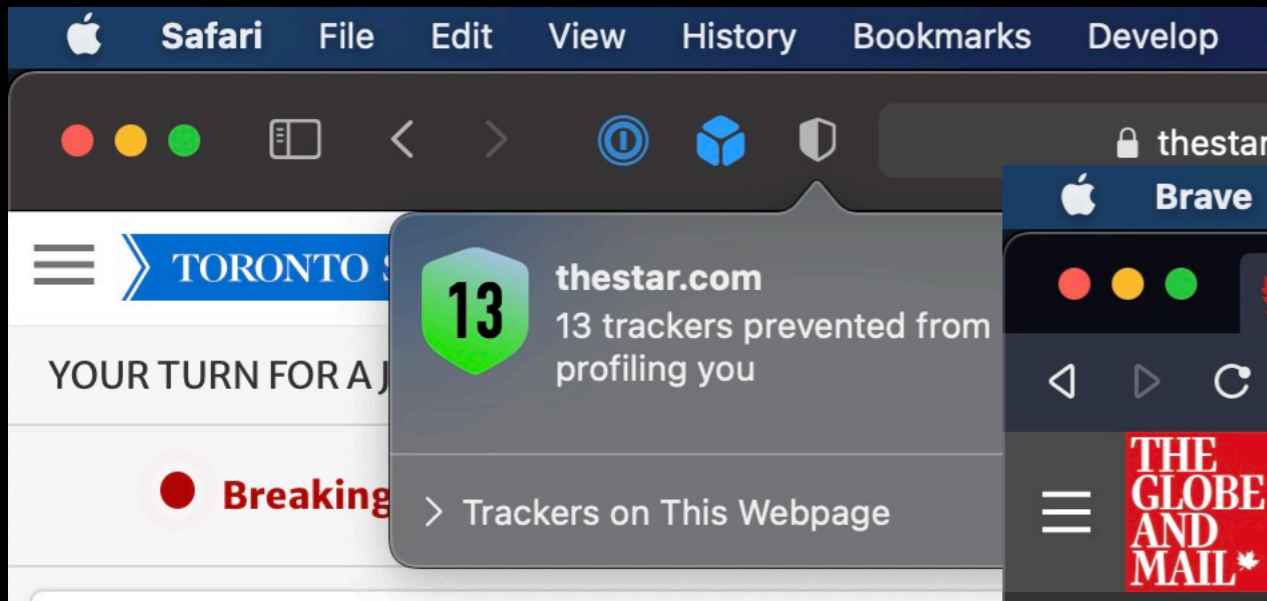 Safari File Edit View History Bookmarks Develop
thestar
TORONTO
13
thestar.com
13 trackers prevented from
profiling you
YOUR TURN FOR A J
Breaking
> Trackers on This Webpage
Brave
THE
GLOBE
AND
MAIL